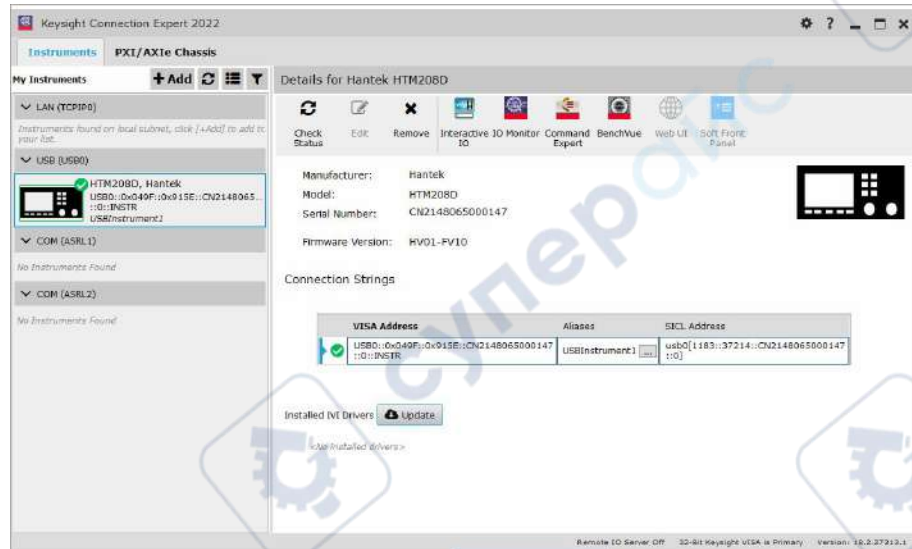 Keysight Connection Expert 2022
Instruments PXI/AXIe Chassis
My Instruments + Add
LAN (TCPIP0)
Instruments found on local subnet, click [+Add] to add to
your list.
USB (USB0)
HTM208D, Hantek
USB0::0x049F::0x915E::CN2148065...
::0::INSTR
USBInstrument1
COM (ASRL1)
No Instruments Found
COM (ASRL2)
No Instruments Found
Details for Hantek HTM208D
Check Status
Edit
Remove
Interactive IO
IO Monitor
Command Expert
BenchVue
Web UI
Soft Front Panel
Manufacturer: Hantek
Model: HTM208D
Serial Number: CN2148065000147
Firmware Version: HV01-FV10
Connection Strings
VISA Address Aliases SICL Address
USB0::0x049F::0x915E::CN2148065000147
::0::INSTR
USBInstrument1 ...
usb0[1183::37214::CN2148065000147
::0]
Installed IVI Drivers Update
<No installed drivers>
Remote IO Server Off 32-Bit Keysight VISA is Primary Version: 18.2.27313.1
суперайс